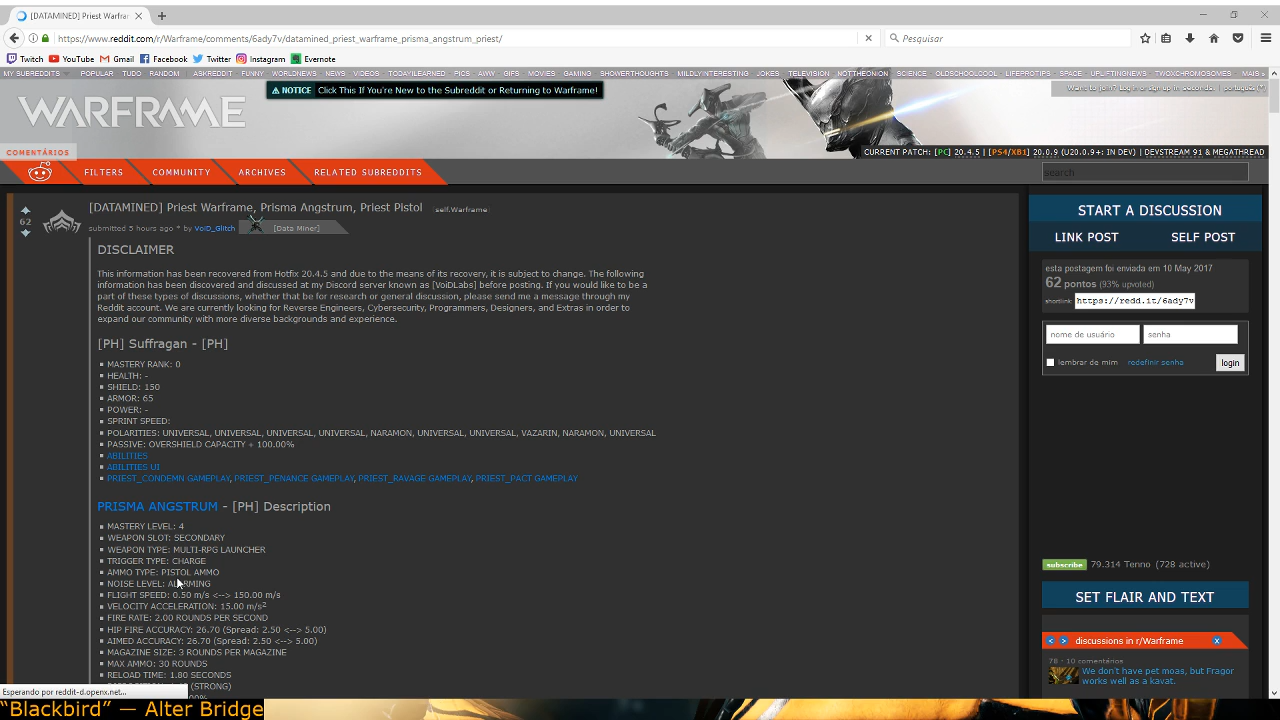 [DATAMINED] Priest Warfram
https://www.reddit.com/r/Warframe/comments/6ady7v/datamined_priest_warframe_prisma_angstrum_priest/
Pesquisar
Twitch YouTube Gmail Facebook Twitter Instagram Evernote
MY SUBREDDITS POPULAR TUDO RANDOM ASKREDDIT FUNNY WORLDNEWS NEWS VIDEOS TODAYILEARNED PICS AWW GIFS MOVIES GAMING SHOWERTHOUGHTS MILDLYINTERESTING JOKES TELEVISION NOTTHEONION SCIENCE OLDSCHOOLCOOL LIFEPROTIPS SPACE UPLIFTINGNEWS TWOXCHROMOSOMES MAIS »
NOTICE Click This If You're New to the Subreddit or Returning to Warframe!
Want to join? Log in or sign up in seconds. | português
WARFRAME
COMENTÁRIOS
CURRENT PATCH: [PC] 20.4.5 | [PS4/XB1] 20.0.9 (U20.0.9+: IN DEV) | DEVSTREAM 91 & MEGATHREAD
FILTERS COMMUNITY ARCHIVES RELATED SUBREDDITS
search
62
[DATAMINED] Priest Warframe, Prisma Angstrum, Priest Pistol self.Warframe
submitted 5 hours ago * by VoiD_Glitch [Data Miner]
DISCLAIMER
This information has been recovered from Hotfix 20.4.5 and due to the means of its recovery, it is subject to change. The following
information has been discovered and discussed at my Discord server known as [VoiDLabs] before posting. If you would like to be a
part of these types of discussions, whether that be for research or general discussion, please send me a message through my
Reddit account. We are currently looking for Reverse Engineers, Cybersecurity, Programmers, Designers, and Extras in order to
expand our community with more diverse backgrounds and experience.
[PH] Suffragan - [PH]
MASTERY RANK: 0
HEALTH: -
SHIELD: 150
ARMOR: 65
POWER: -
SPRINT SPEED:
POLARITIES: UNIVERSAL, UNIVERSAL, UNIVERSAL, UNIVERSAL, NARAMON, UNIVERSAL, UNIVERSAL, VAZARIN, NARAMON, UNIVERSAL
PASSIVE: OVERSHIELD CAPACITY + 100.00%
ABILITIES
ABILITIES UI
PRIEST_CONDEMN GAMEPLAY, PRIEST_PENANCE GAMEPLAY, PRIEST_RAVAGE GAMEPLAY, PRIEST_PACT GAMEPLAY
PRISMA ANGSTRUM - [PH] Description
MASTERY LEVEL: 4
WEAPON SLOT: SECONDARY
WEAPON TYPE: MULTI-RPG LAUNCHER
TRIGGER TYPE: CHARGE
AMMO TYPE: PISTOL AMMO
NOISE LEVEL: ALARMING
FLIGHT SPEED: 0.50 m/s <--> 150.00 m/s
VELOCITY ACCELERATION: 15.00 m/s²
FIRE RATE: 2.00 ROUNDS PER SECOND
HIP FIRE ACCURACY: 26.70 (Spread: 2.50 <--> 5.00)
AIMED ACCURACY: 26.70 (Spread: 2.50 <--> 5.00)
MAGAZINE SIZE: 3 ROUNDS PER MAGAZINE
MAX AMMO: 30 ROUNDS
RELOAD TIME: 1.80 SECONDS
(STRONG)
START A DISCUSSION
LINK POST SELF POST
esta postagem foi enviada em 10 May 2017
62 pontos (93% upvoted)
shortlink: https://redd.it/6ady7v
nome de usuário senha
lembrar de mim redefinir senha login
subscribe 79.314 Tenno (728 active)
SET FLAIR AND TEXT
< > discussions in r/Warframe X
78 · 10 comentários
We don't have pet moas, but Fragor
works well as a kavat.
Esperando por reddit-d.openx.net...
“Blackbird” — Alter Bridge